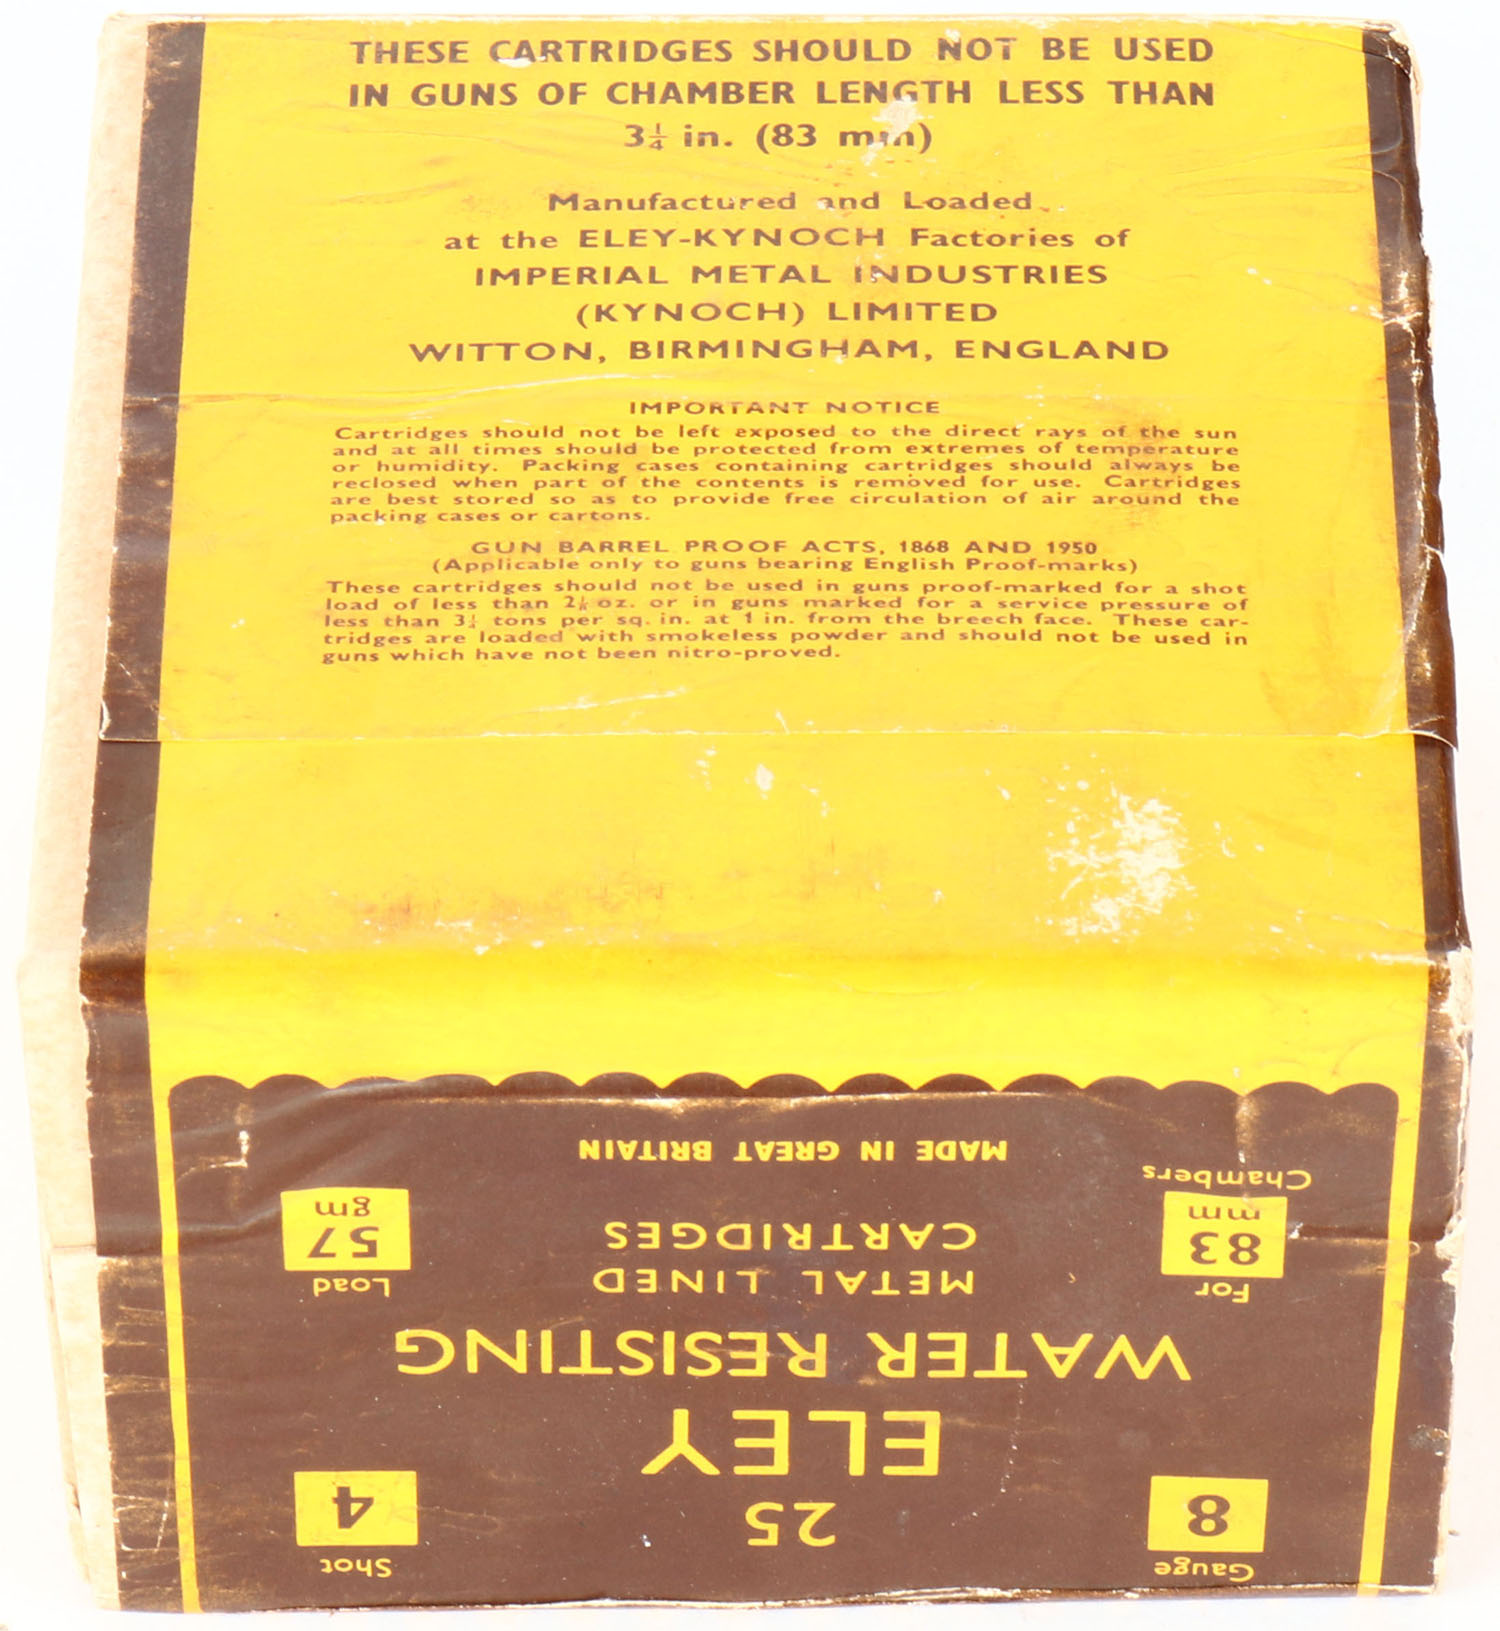 THESE CARTRIDGES SHOULD NOT BE USED
IN GUNS OF CHAMBER LENGTH LESS THAN
3¼ in. (83 mm)
Manufactured and Loaded
at the ELEY-KYNOCH Factories of
IMPERIAL METAL INDUSTRIES
(KYNOCH) LIMITED
WITTON, BIRMINGHAM, ENGLAND
IMPORTANT NOTICE
Cartridges should not be left exposed to the direct rays of the sun
and at all times should be protected from extremes of temperature
or humidity. Packing cases containing cartridges should always be
reclosed when part of the contents is removed for use. Cartridges
are best stored so as to provide free circulation of air around the
packing cases or cartons.
GUN BARREL PROOF ACTS, 1868 AND 1950
(Applicable only to guns bearing English Proof-marks)
These cartridges should not be used in guns proof-marked for a shot
load of less than oz. or in guns marked for a service pressure of
less than tons per sq. in. at 1 in. from the breech face. These car-
tridges are loaded with smokeless powder and should not be used in
guns which have not been nitro-proved.
Gauge
8
25
Shot
4
ELEY
WATER RESISTING
METAL LINED
CARTRIDGES
For
83
mm
Chambers
Load
57
gm
MADE IN GREAT BRITAIN